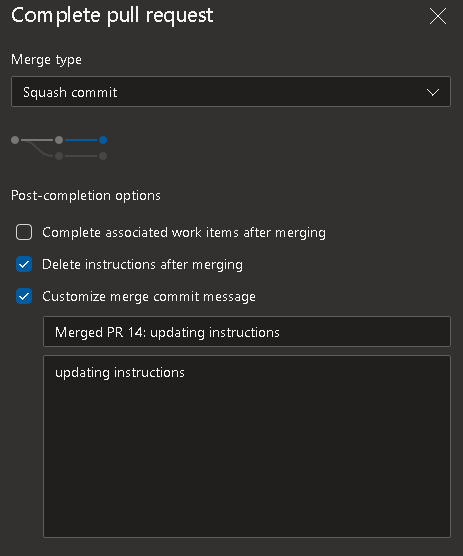 Complete pull request
Merge type
Squash commit
Post-completion options
Complete associated work items after merging
Delete instructions after merging
Customize merge commit message
Merged PR 14: updating instructions
updating instructions